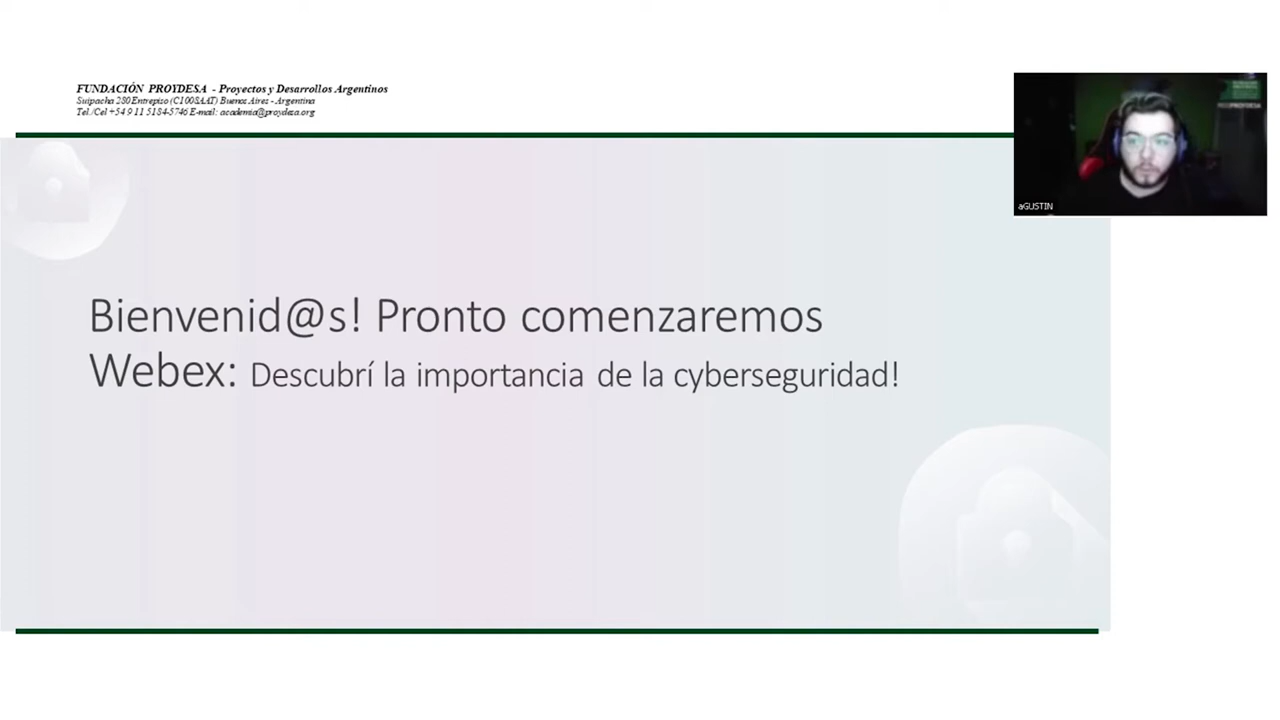 FUNDACIÓN PROYDESA - Proyectos y Desarrollos Argentinos
Suipacha 280 Entrepiso (C1008AAT) Buenos Aires - Argentina
Tel./Cel +54 9 11 5184-5746 E-mail: academia@proydesa.org
Bienvenid@s! Pronto comenzaremos
Webex: Descubrí la importancia de la cyberseguridad!
aGUSTIN